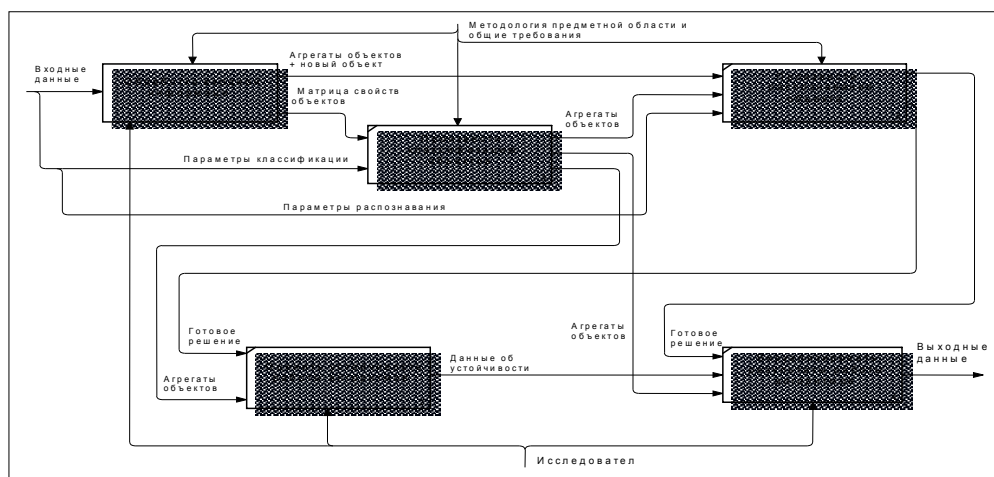 Методология предметной области и
общие требования
Входные
данные
Агрегаты объектов
+ новый объект
Матрица свойств
объектов
Агрегаты
объектов
Параметры классификации
Параметры распознавания
Готовое
решение
Агрегаты
объектов
Данные об
устойчивости
Агрегаты
объектов
Готовое
решение
Выходные
данные
Исследовател